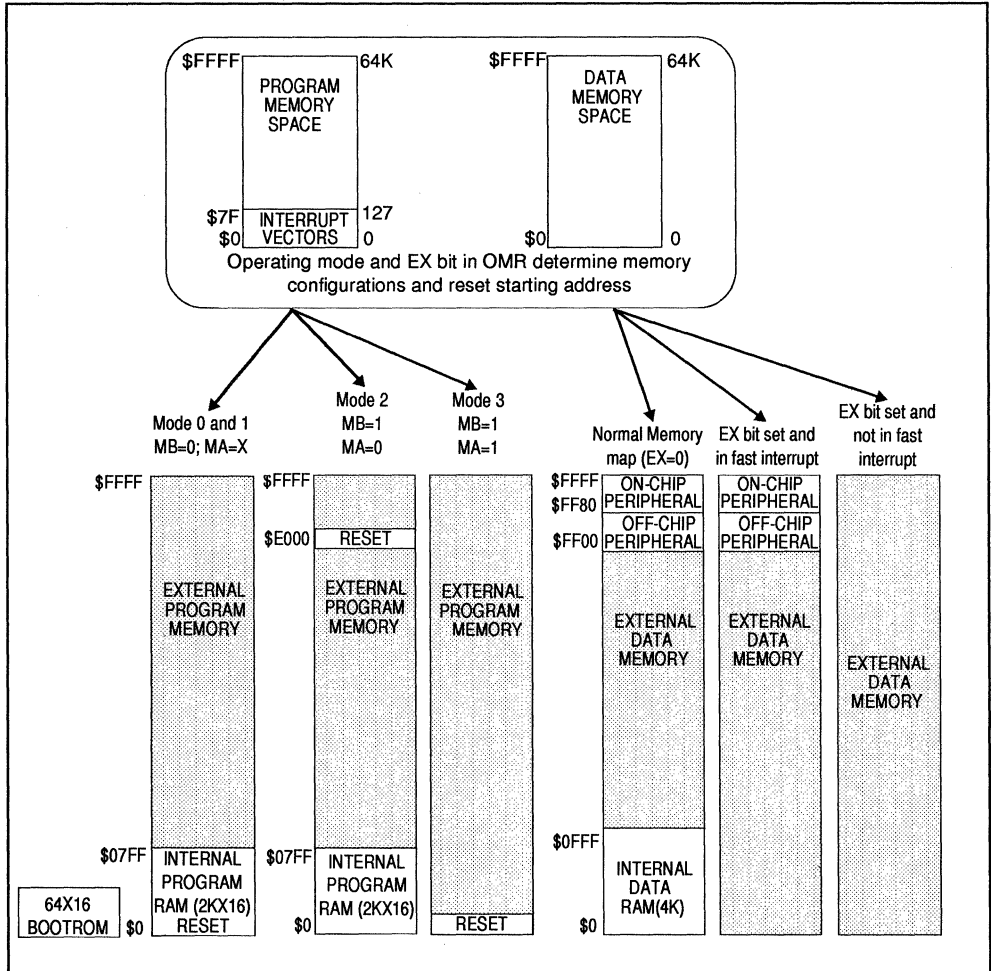 $FFFF 64K
PROGRAM
MEMORY
SPACE
$7F 127
INTERRUPT
VECTORS
$0 0
$FFFF 64K
DATA
MEMORY
SPACE
$0 0
Operating mode and EX bit in OMR determine memory
configurations and reset starting address
Mode 0 and 1
MB=0; MA=X
$FFFF
EXTERNAL
PROGRAM
MEMORY
$07FF
INTERNAL
PROGRAM
RAM (2KX16)
RESET
$0
64X16
BOOTROM
Mode 2
MB=1
MA=0
$FFFF
$E000
RESET
EXTERNAL
PROGRAM
MEMORY
$07FF
INTERNAL
PROGRAM
RAM (2KX16)
$0
Mode 3
MB=1
MA=1
EXTERNAL
PROGRAM
MEMORY
RESET
Normal Memory
map (EX=0)
$FFFF
ON-CHIP
PERIPHERAL
$FF80
OFF-CHIP
PERIPHERAL
$FF00
EXTERNAL
DATA
MEMORY
$0FFF
INTERNAL
DATA
RAM(4K)
$0
EX bit set and
in fast interrupt
ON-CHIP
PERIPHERAL
OFF-CHIP
PERIPHERAL
EXTERNAL
DATA
MEMORY
EX bit set and
not in fast
interrupt
EXTERNAL
DATA
MEMORY